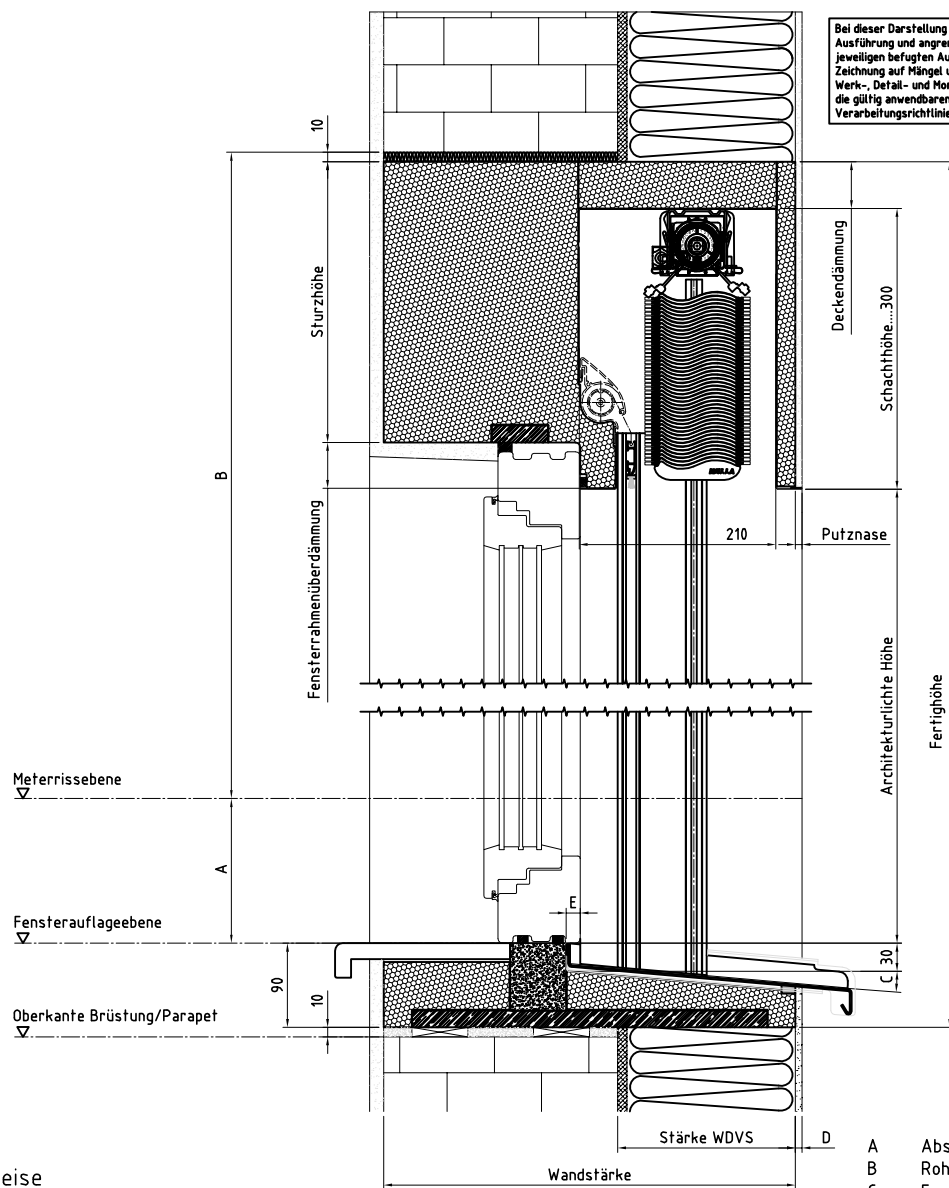 Bei dieser Darstellung
Ausführung und angre
jeweiligen befugten Au
Zeichnung auf Mängel u
Werk-, Detail- und Mon
die gültig anwendbaren
Verarbeitungsrichtlinie
10
Sturzhöhe
Deckendämmung
Schachthöhe...300
B
HELLA
210
Putznase
Fensterrahmenüberdämmung
Architekturlichte Höhe
Fertighöhe
Meterrissebene
A
E
Fensterauflageebene
30
C
90
10
Oberkante Brüstung/Parapet
Stärke WDVS
D
Wandstärke
eise
A Abs
B Roh